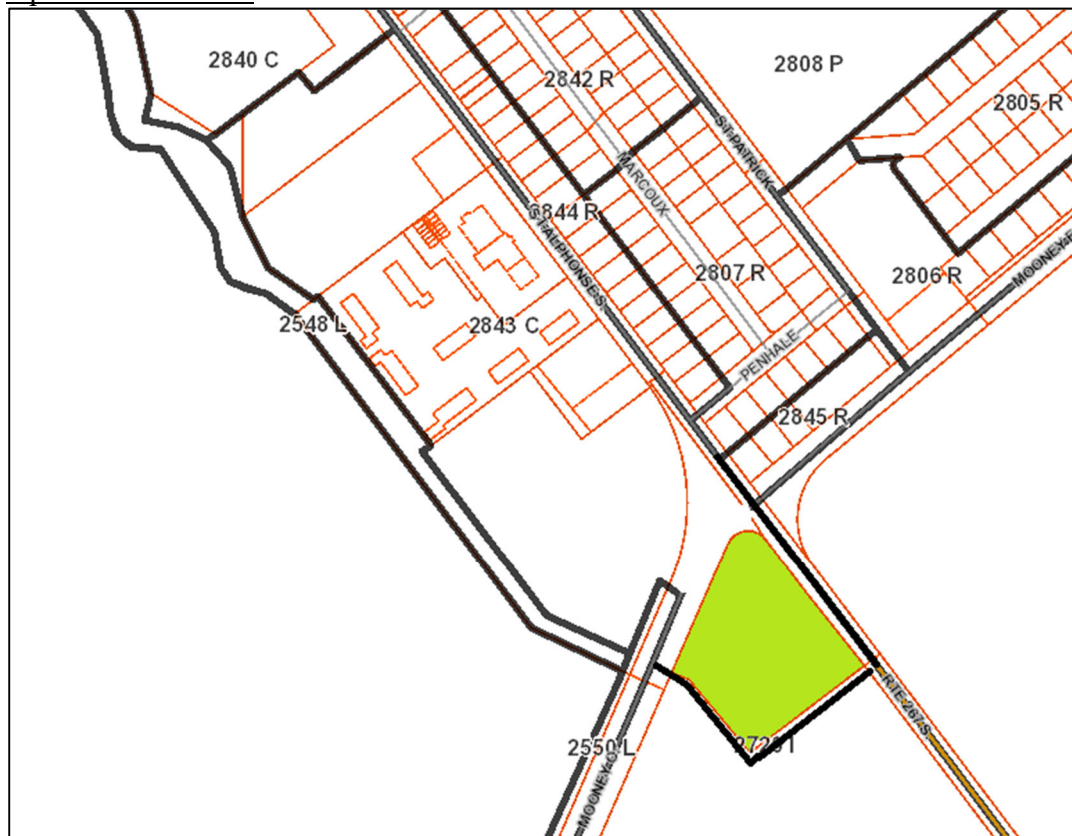 2840 C
2842 R
2808 P
2805 R
ST-PATRICK
MARCOUX
2844 R
ST-ALPHONSE S
2807 R
2806 R
MOONEY E
2548 L
2843 C
PENHALE
2845 R
RTE-267 S
2550 L
MOONEY O